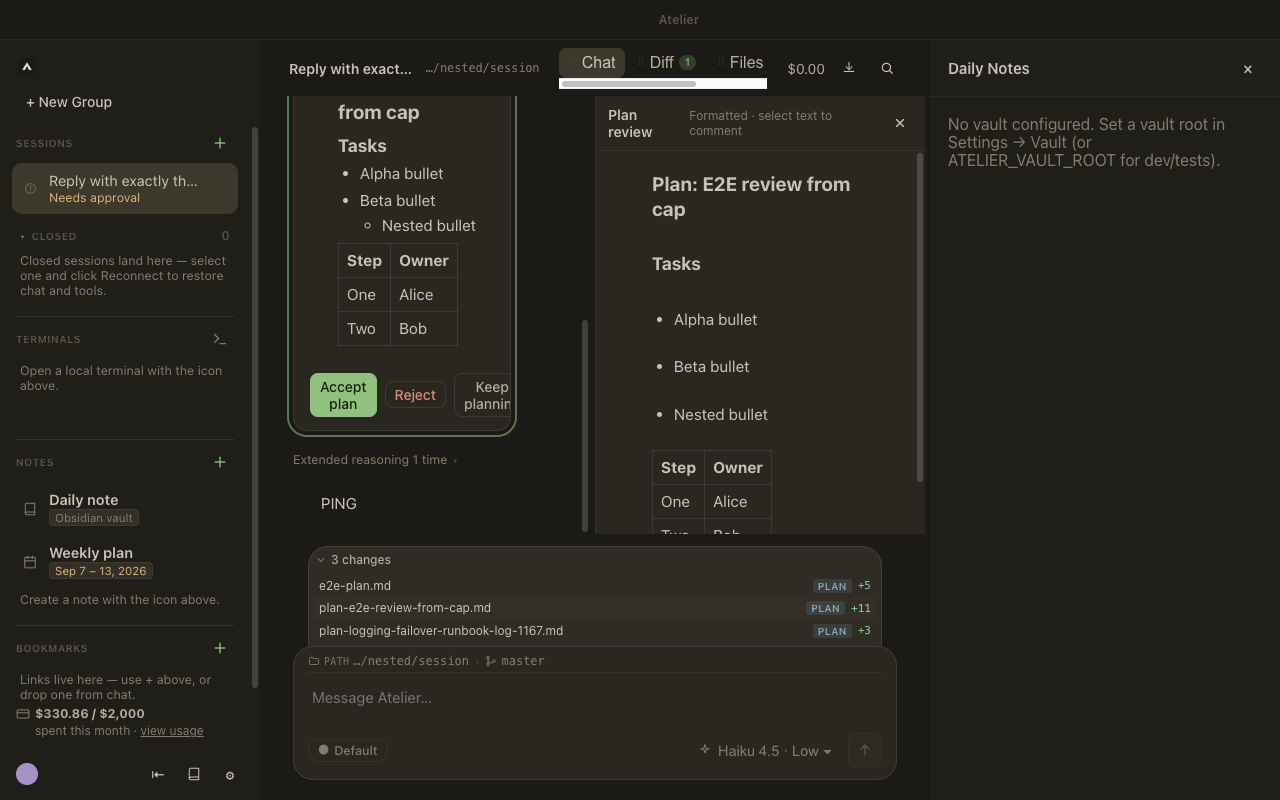 Atelier
+ New Group
SESSIONS
Reply with exactly th...
Needs approval
CLOSED 0
Closed sessions land here — select
one and click Reconnect to restore
chat and tools.
TERMINALS
Open a local terminal with the icon
above.
NOTES
Daily note
Obsidian vault
Weekly plan
Sep 7 – 13, 2026
Create a note with the icon above.
BOOKMARKS
Links live here — use + above, or
drop one from chat.
$330.86 / $2,000
spent this month · view usage
Reply with exact... …/nested/session
Chat Diff 1 Files
$0.00
from cap
Tasks
• Alpha bullet
• Beta bullet
◦ Nested bullet
Step Owner
One Alice
Two Bob
Accept
plan
Reject
Keep
plannin
Extended reasoning 1 time
PING
Plan
review
Formatted · select text to
comment
Plan: E2E review from
cap
Tasks
• Alpha bullet
• Beta bullet
• Nested bullet
Step Owner
One Alice
Two Bob
3 changes
e2e-plan.md PLAN +5
plan-e2e-review-from-cap.md PLAN +11
plan-logging-failover-runbook-log-1167.md PLAN +3
PATH …/nested/session › master
Message Atelier...
Default
Haiku 4.5 · Low
Daily Notes
No vault configured. Set a vault root in
Settings → Vault (or
ATELIER_VAULT_ROOT for dev/tests).